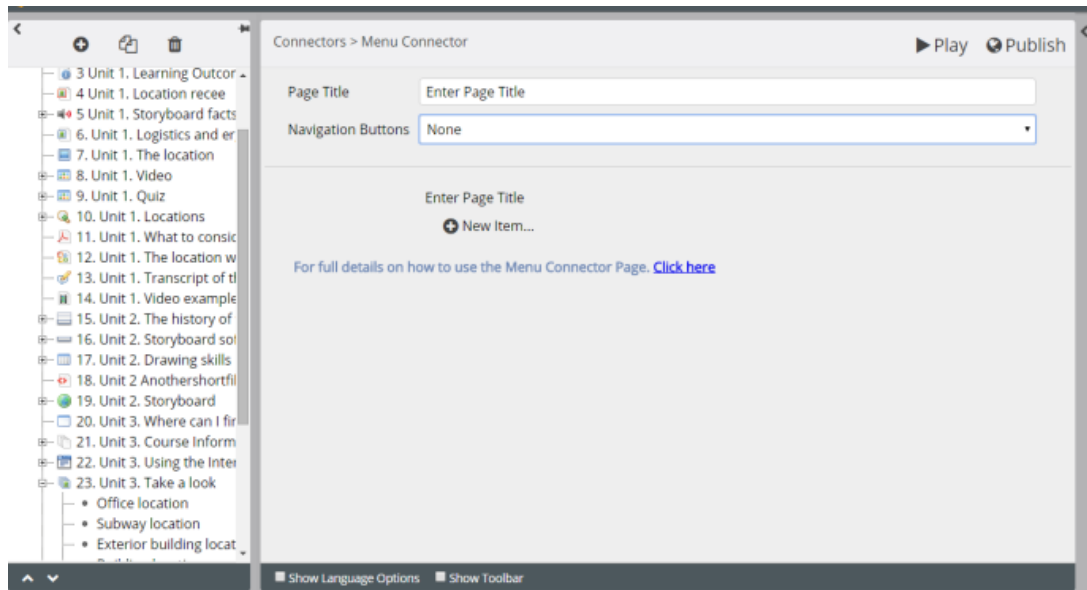 3 Unit 1. Learning Outcor
4 Unit 1. Location recee
5 Unit 1. Storyboard facts
6. Unit 1. Logistics and er
7. Unit 1. The location
8. Unit 1. Video
9. Unit 1. Quiz
10. Unit 1. Locations
11. Unit 1. What to consic
12. Unit 1. The location w
13. Unit 1. Transcript of tl
14. Unit 1. Video example
15. Unit 2. The history of
16. Unit 2. Storyboard sof
17. Unit 2. Drawing skills
18. Unit 2 Anothershortfil
19. Unit 2. Storyboard
20. Unit 3. Where can I fir
21. Unit 3. Course Inform
22. Unit 3. Using the Inter
23. Unit 3. Take a look
Office location
Subway location
Exterior building locat
Connectors > Menu Connector
Play Publish
Page Title Enter Page Title
Navigation Buttons None
Enter Page Title
New Item...
For full details on how to use the Menu Connector Page. Click here
Show Language Options Show Toolbar